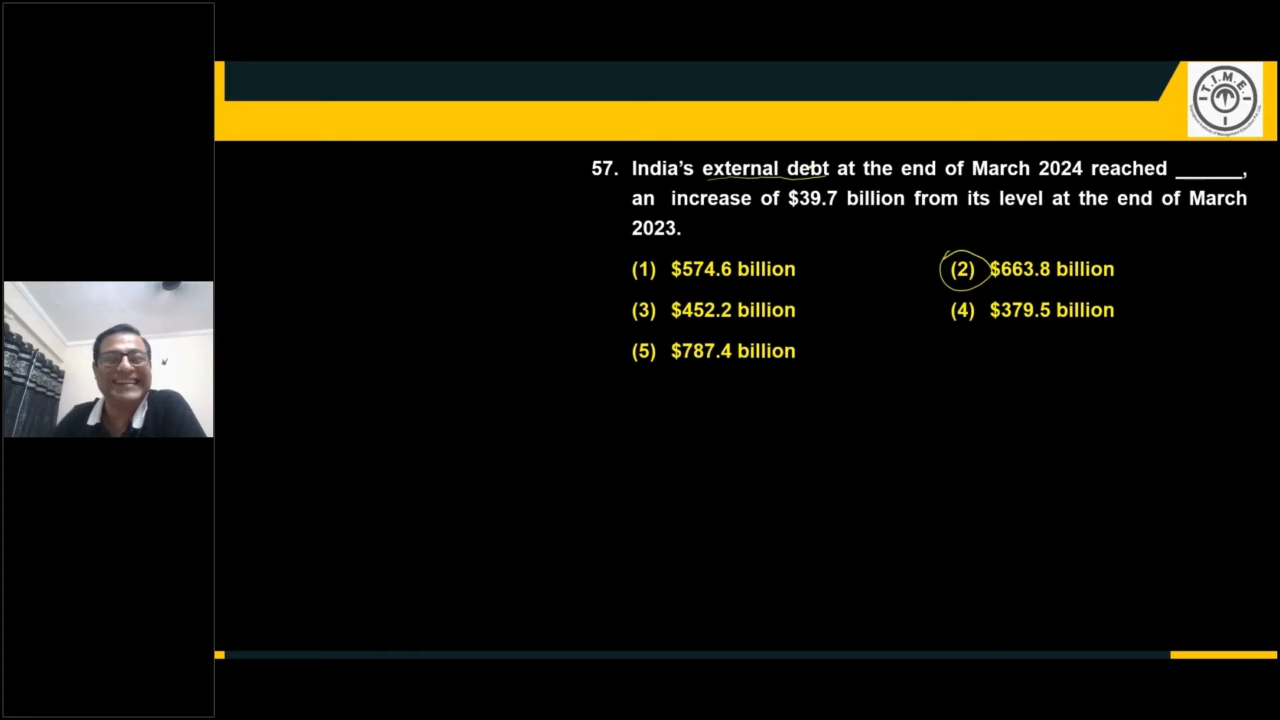 T.I.M.E.
57. India's external debt at the end of March 2024 reached ______,
an increase of $39.7 billion from its level at the end of March
2023.
(1) $574.6 billion (2) $663.8 billion
(3) $452.2 billion (4) $379.5 billion
(5) $787.4 billion